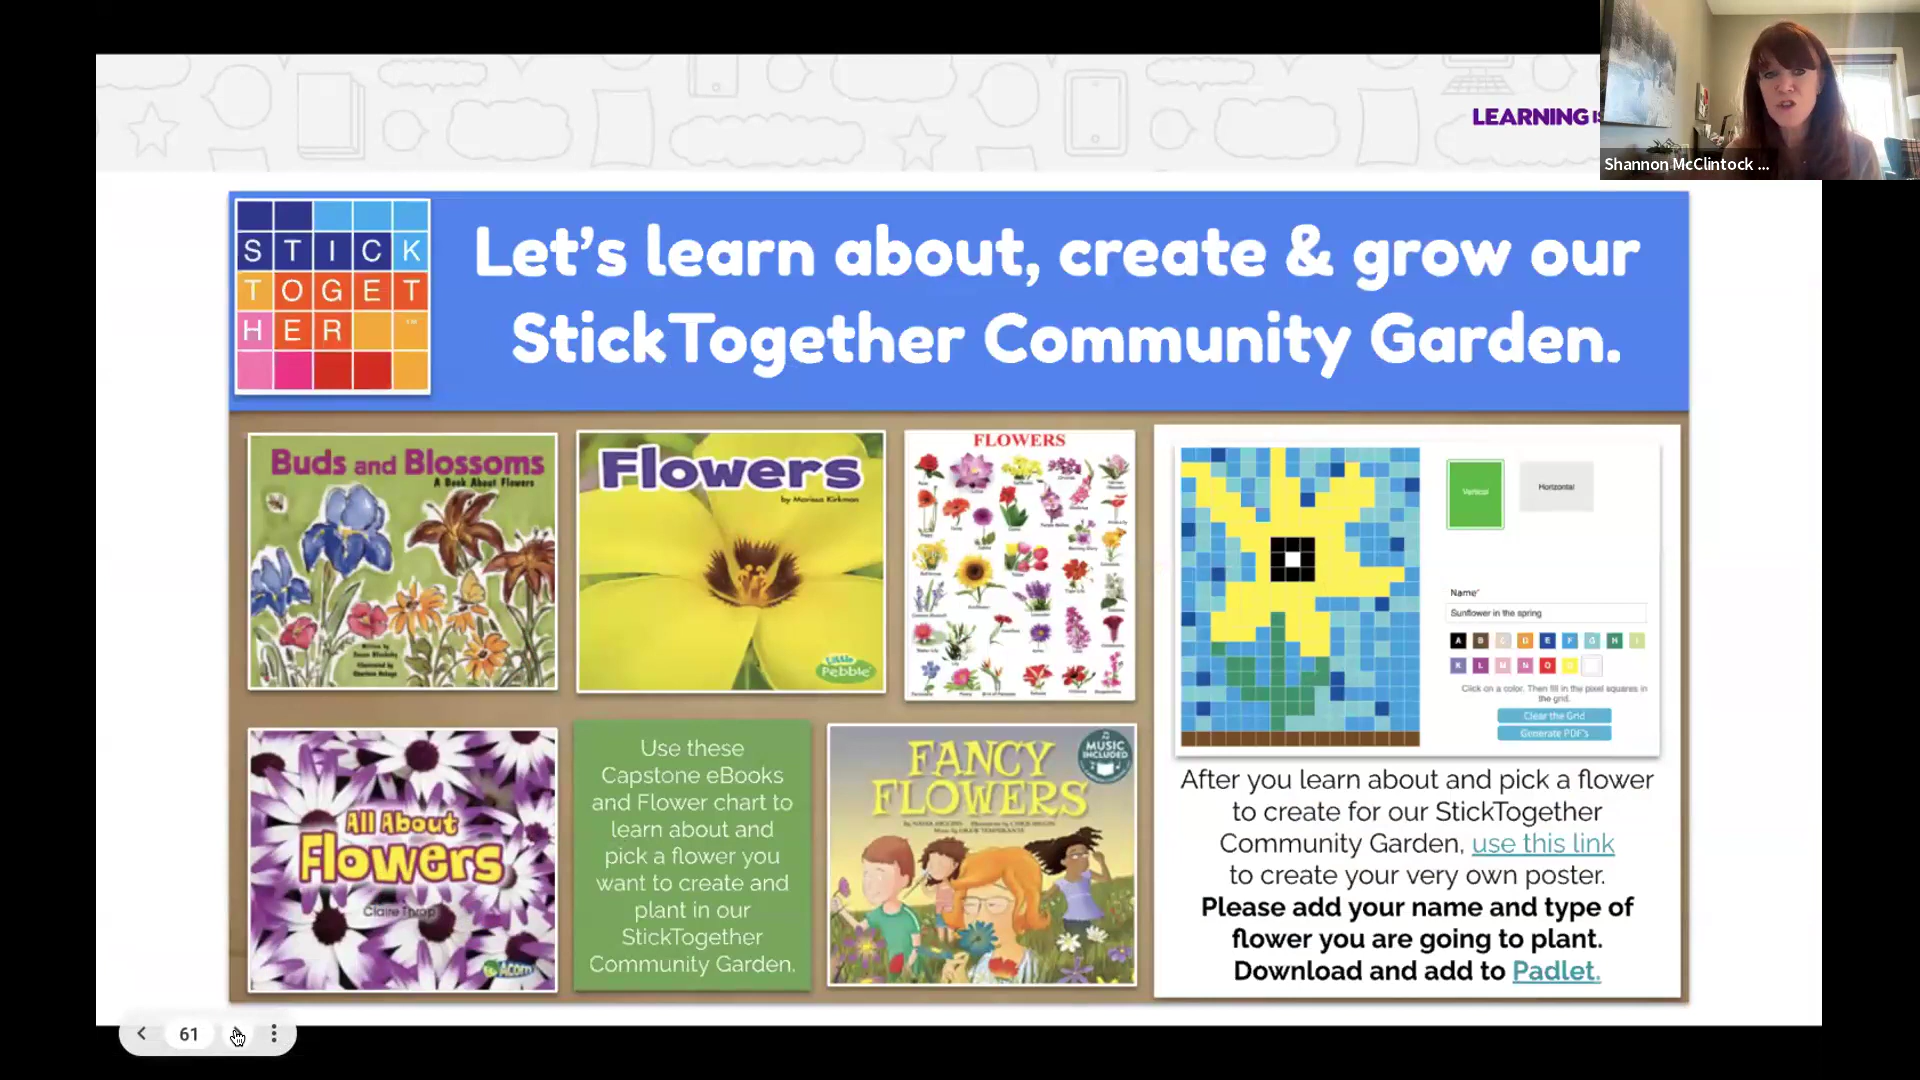 LEARNING
Shannon McClintock ...
STICK
TOGET
HER
Let's learn about, create & grow our
StickTogether Community Garden.
Buds and Blossoms
A Book About Flowers
Flowers
by Marissa Kirkman
Little
Pebble
FLOWERS
Vertical
Horizontal
Name*
Sunflower in the spring
A B C D E F G H I
K L M N O
Click on a color. Then fill in the pixel squares in
the grid.
Clear the Grid
Generate PDF's
All About
Flowers
Claire Throp
Acorn
Use these
Capstone eBooks
and Flower chart to
learn about and
pick a flower you
want to create and
plant in our
StickTogether
Community Garden.
FANCY
FLOWERS
MUSIC
INCLUDED
After you learn about and pick a flower
to create for our StickTogether
Community Garden, use this link
to create your very own poster.
Please add your name and type of
flower you are going to plant.
Download and add to Padlet.
61